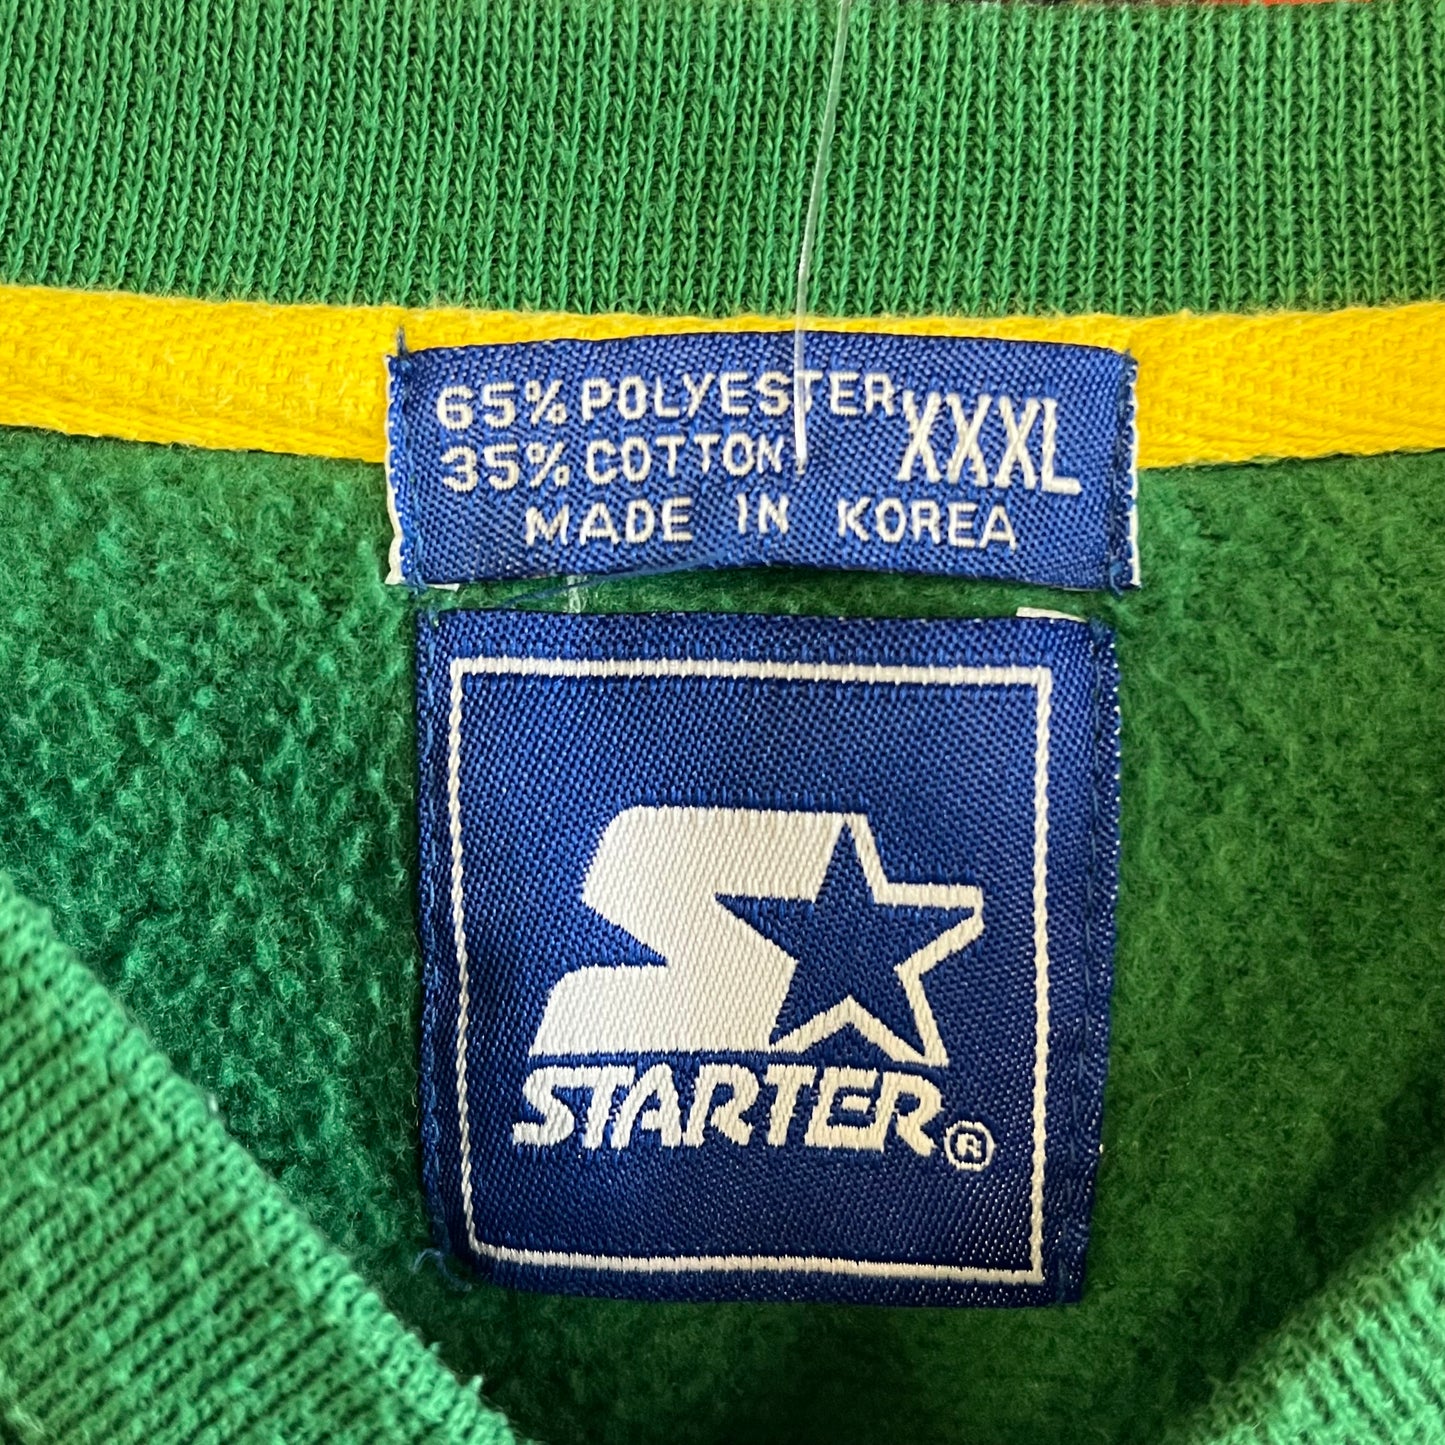 65% POLYESTER XXXL
35% COTTON
MADE IN KOREA
STARTER®